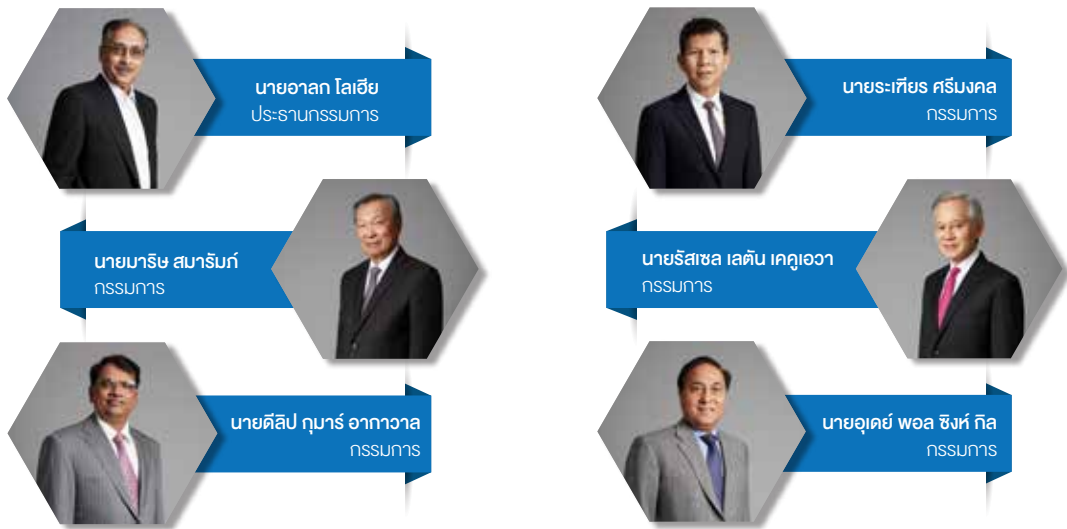 นายอาลก โลเฮีย
ประธานกรรมการ
นายระเฑียร ศรีมงคล
กรรมการ
นายมาริษ สมารัมภ์
กรรมการ
นายรัสเซล เลตัน เคคูเอวา
กรรมการ
นายดีลิป กุมาร์ อากาวาล
กรรมการ
นายอุเดย์ พอล ซิงห์ กิล
กรรมการ